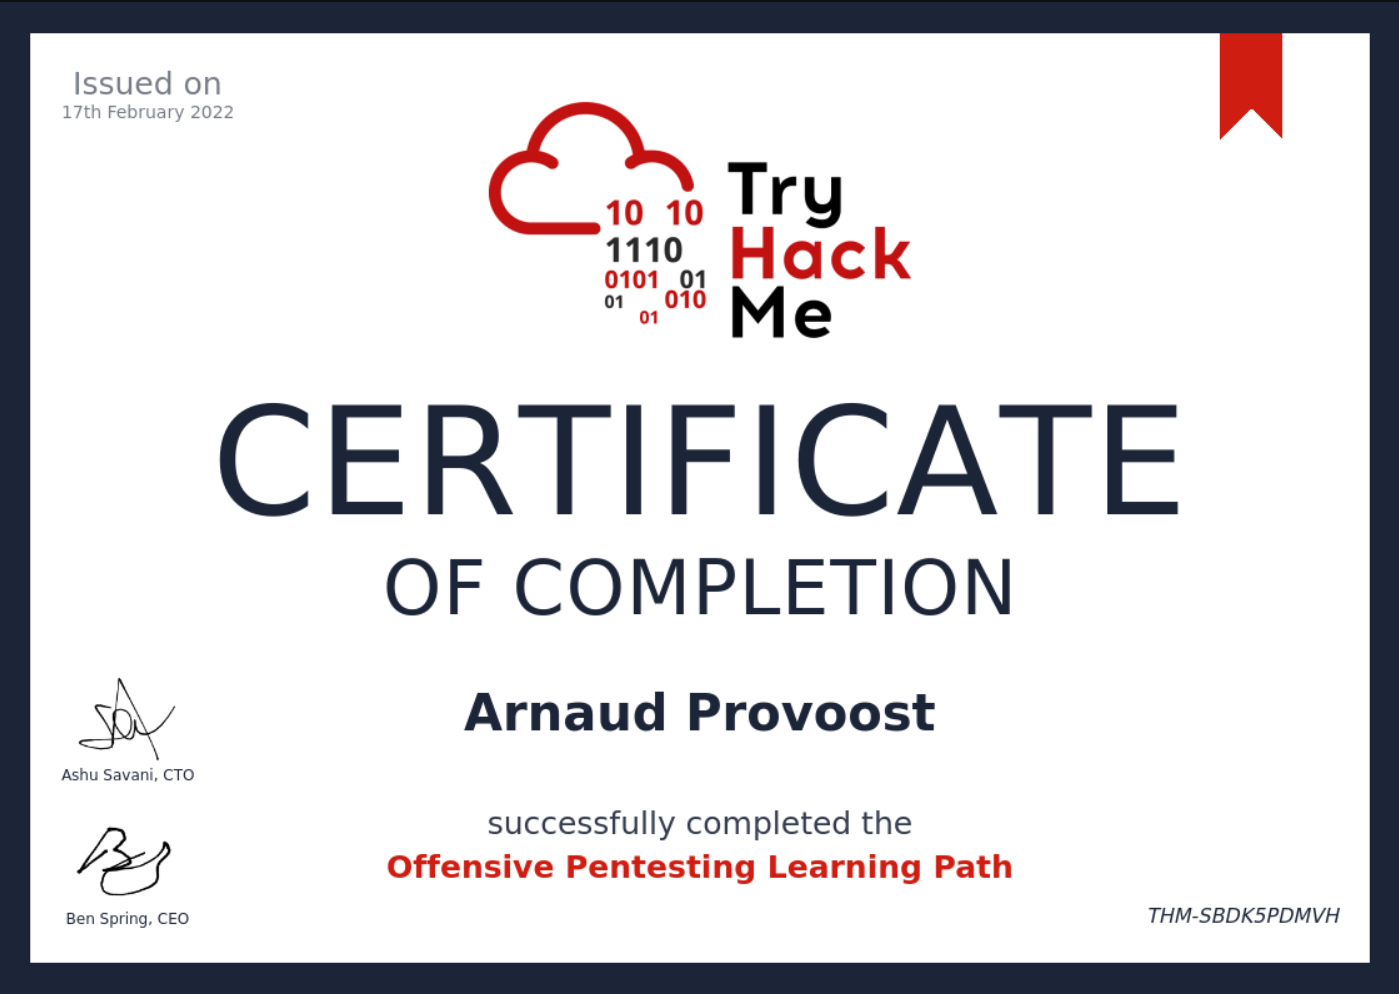 Issued on
17th February 2022
10 10
1110
0101 01
01 010
01
Try
Hack
Me
CERTIFICATE
OF COMPLETION
Arnaud Provoost
successfully completed the
Offensive Pentesting Learning Path
Ashu Savani, CTO
Ben Spring, CEO
THM-SBDK5PDMVH